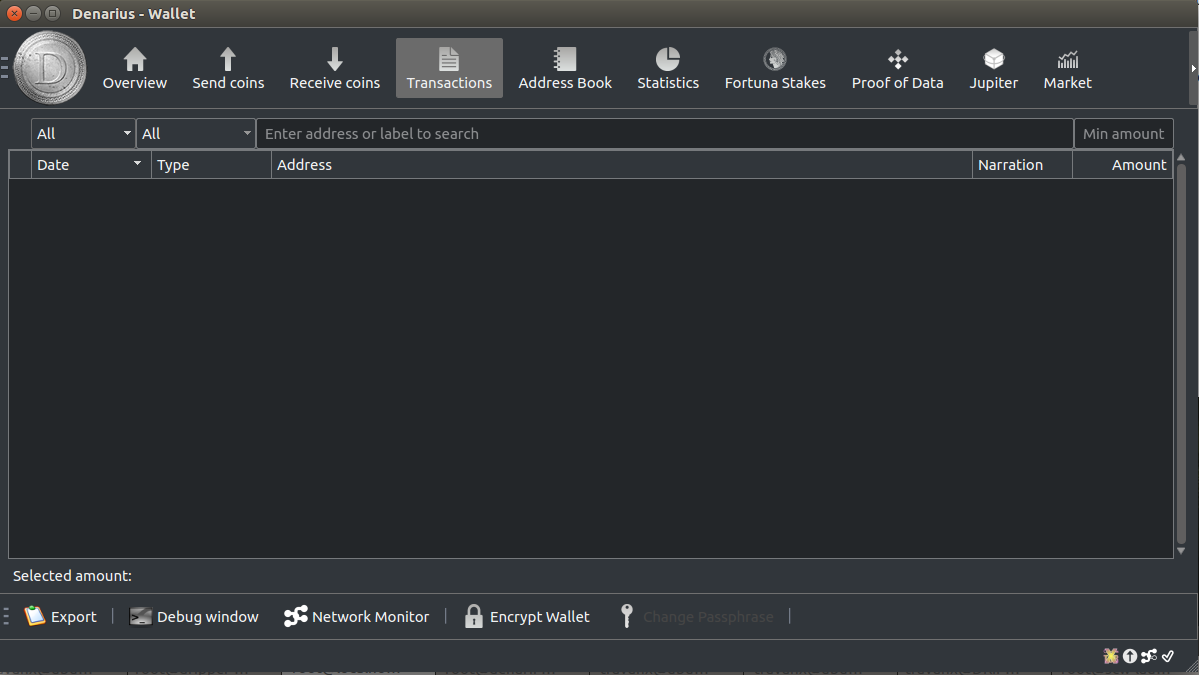 Denarius - Wallet
D
Overview Send coins Receive coins Transactions Address Book Statistics Fortuna Stakes Proof of Data Jupiter Market
All All Enter address or label to search Min amount
Date Type Address Narration Amount
Selected amount:
Export Debug window Network Monitor Encrypt Wallet Change Passphrase